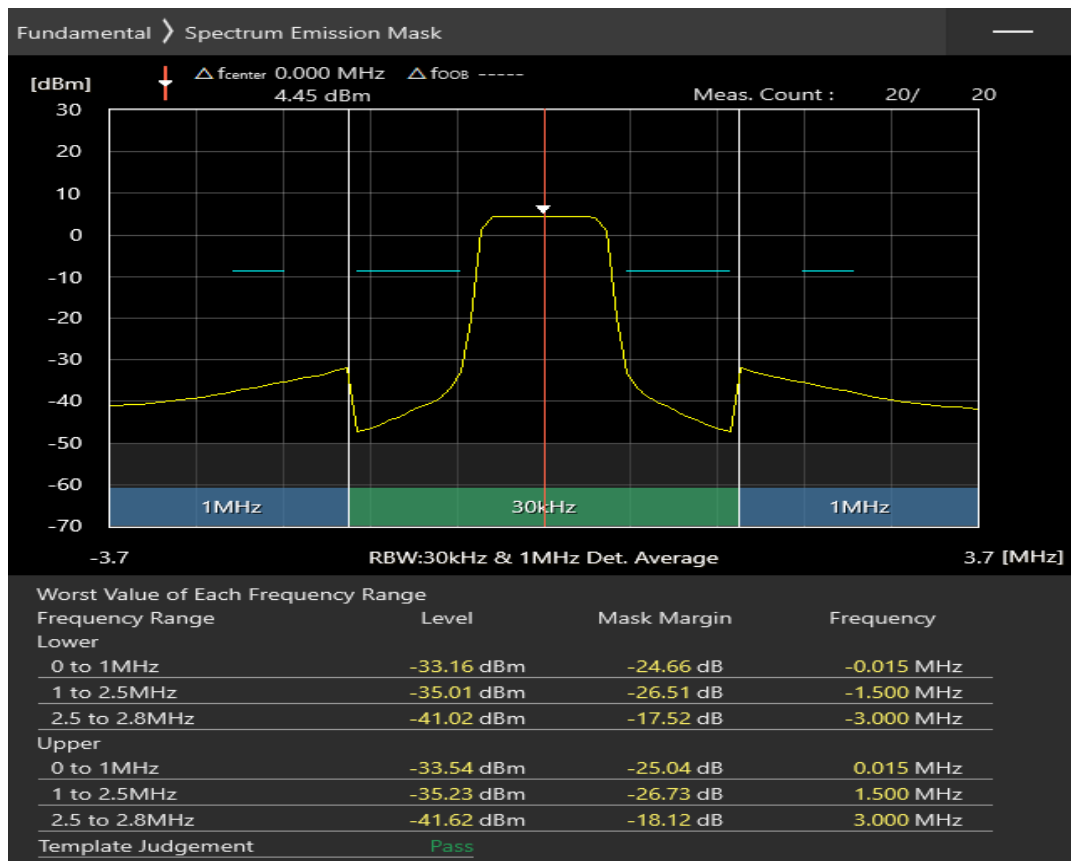 Fundamental ❯ Spectrum Emission Mask
[dBm] △ fcenter 0.000 MHz △ fOOB -----
4.45 dBm Meas. Count : 20/ 20
30
20
10
0
-10
-20
-30
-40
-50
-60
-70
1MHz 30kHz 1MHz
-3.7 RBW:30kHz & 1MHz Det. Average 3.7 [MHz]
Worst Value of Each Frequency Range
Frequency Range Level Mask Margin Frequency
Lower
0 to 1MHz -33.16 dBm -24.66 dB -0.015 MHz
1 to 2.5MHz -35.01 dBm -26.51 dB -1.500 MHz
2.5 to 2.8MHz -41.02 dBm -17.52 dB -3.000 MHz
Upper
0 to 1MHz -33.54 dBm -25.04 dB 0.015 MHz
1 to 2.5MHz -35.23 dBm -26.73 dB 1.500 MHz
2.5 to 2.8MHz -41.62 dBm -18.12 dB 3.000 MHz
Template Judgement Pass